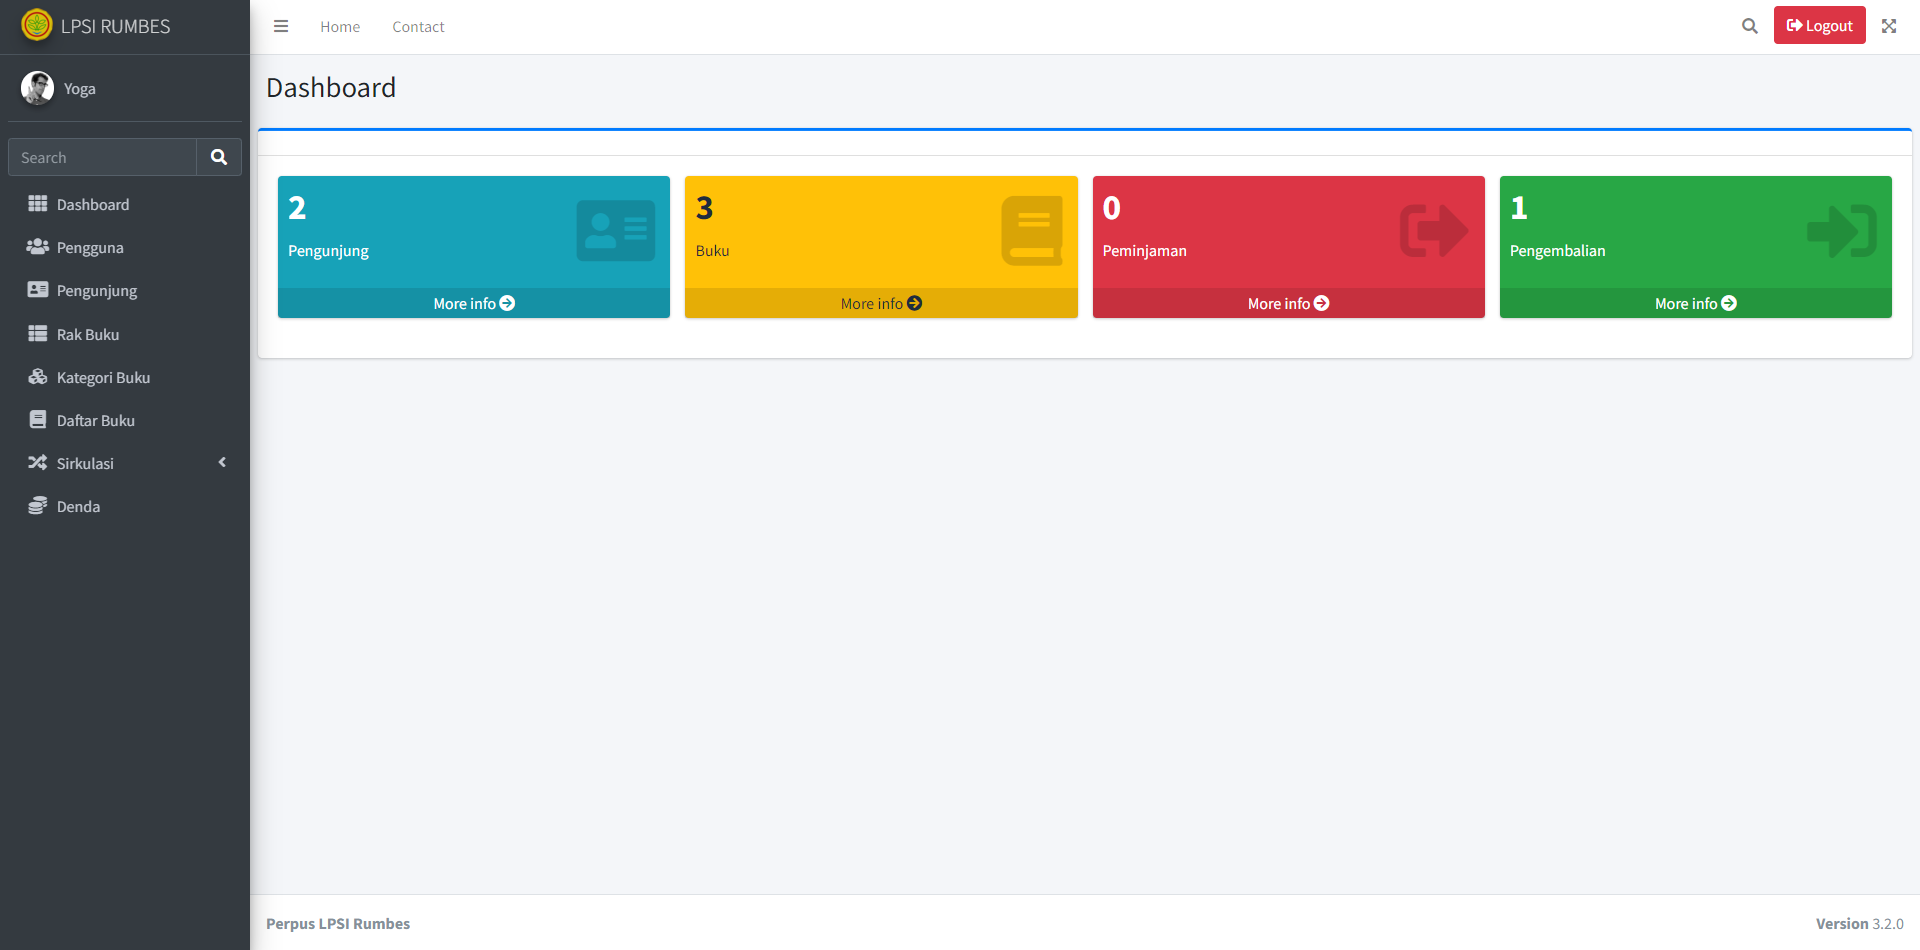 LPSI RUMBES
Home
Contact
Logout
Yoga
Search
Dashboard
Pengguna
Pengunjung
Rak Buku
Kategori Buku
Daftar Buku
Sirkulasi
Denda
Dashboard
2
Pengunjung
More info
3
Buku
More info
0
Peminjaman
More info
1
Pengembalian
More info
Perpus LPSI Rumbes
Version 3.2.0